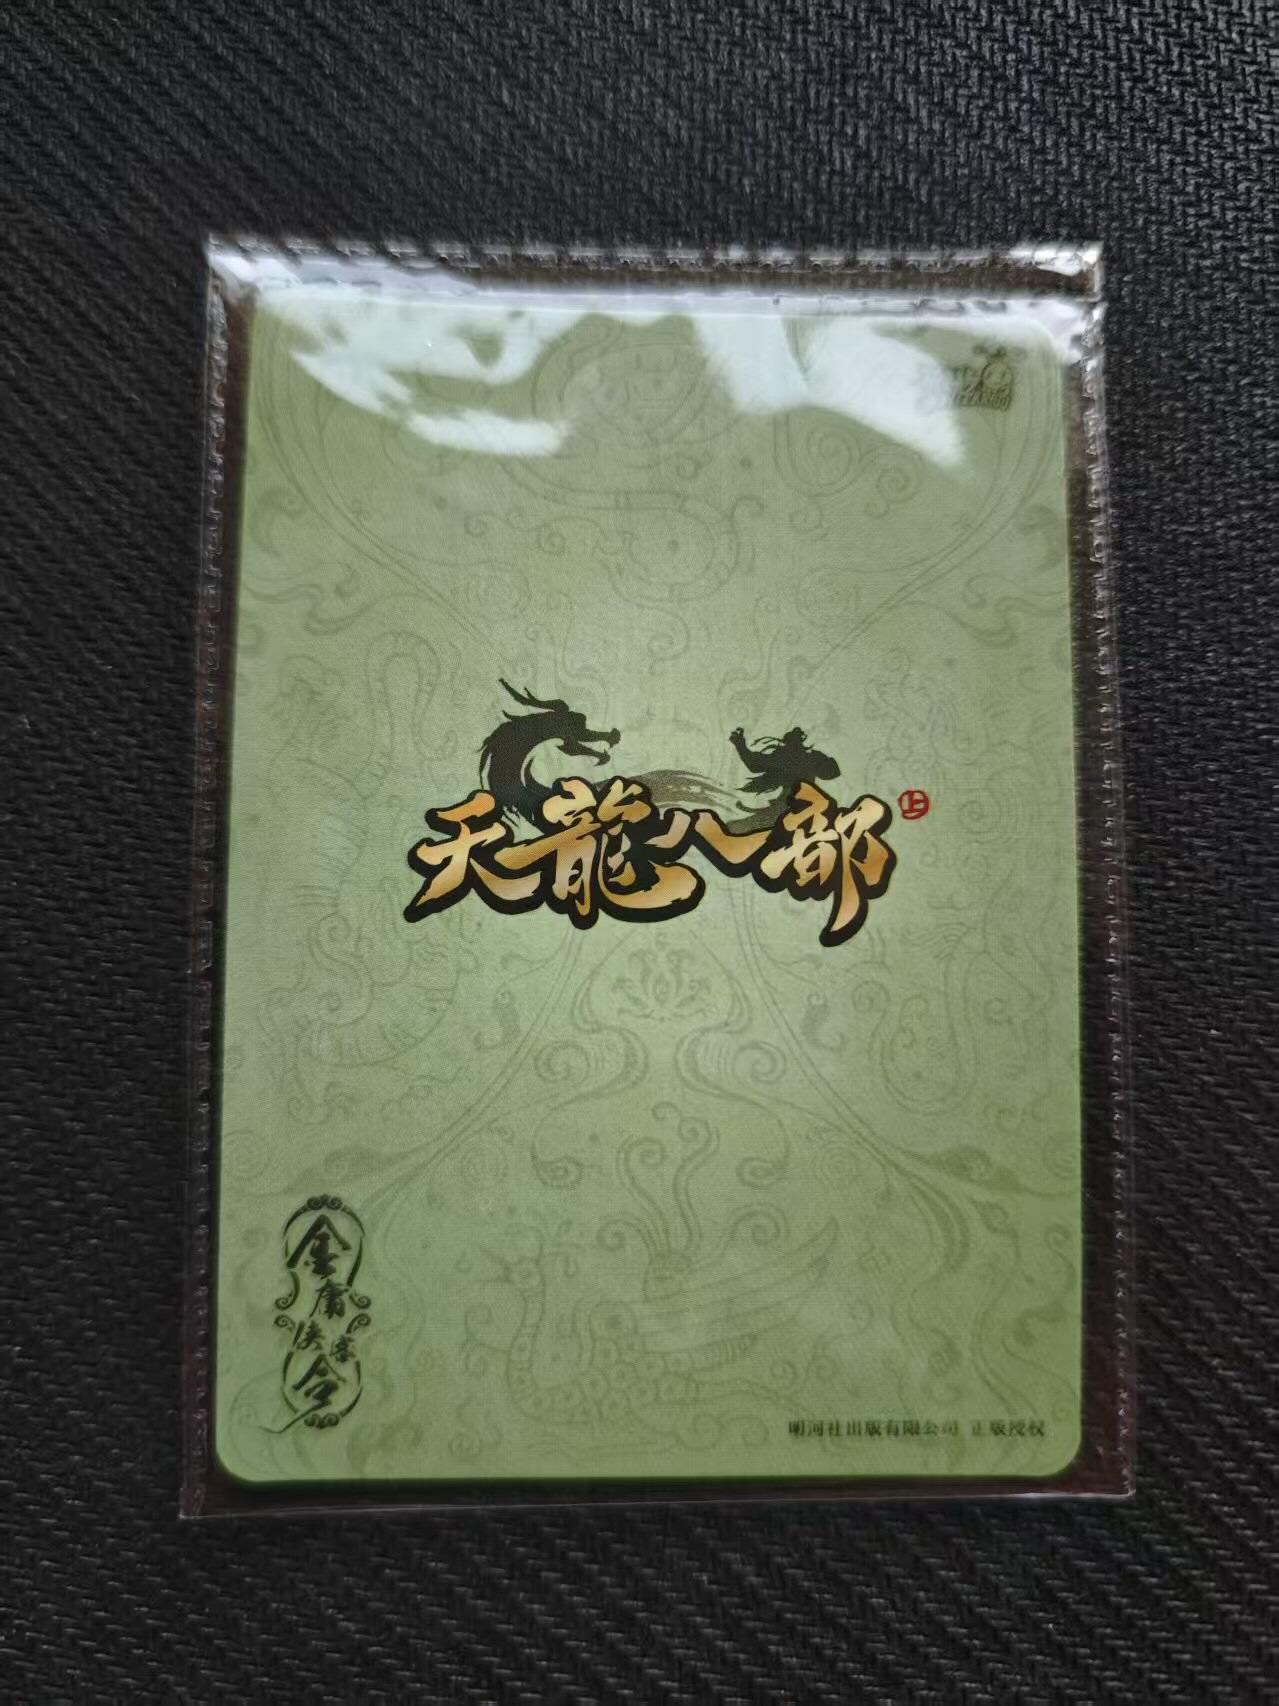 天龍八部
上
金庸
俠客
令
明河社出版有限公司 正版授权